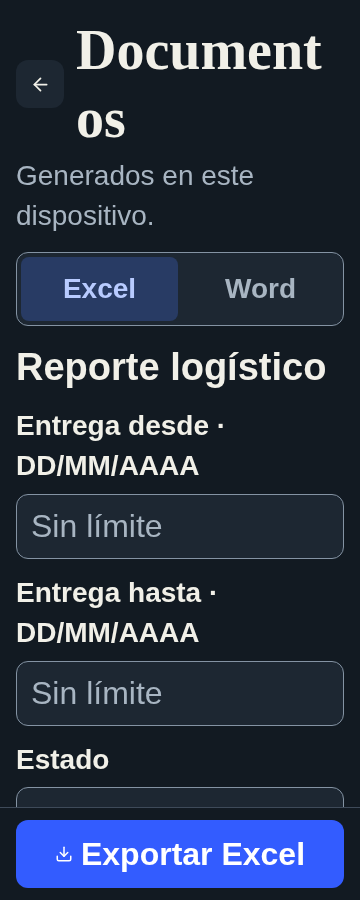 Document
os
Generados en este
dispositivo.
Excel
Word
Reporte logístico
Entrega desde ·
DD/MM/AAAA
Sin límite
Entrega hasta ·
DD/MM/AAAA
Sin límite
Estado
Exportar Excel